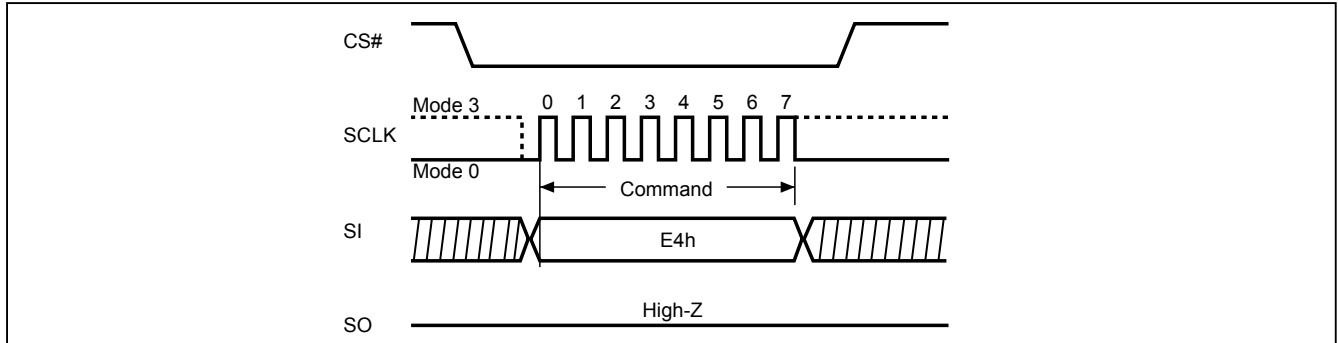 CS#
Mode 3
0 1 2 3 4 5 6 7
SCLK
Mode 0
Command
SI
E4h
High-Z
SO